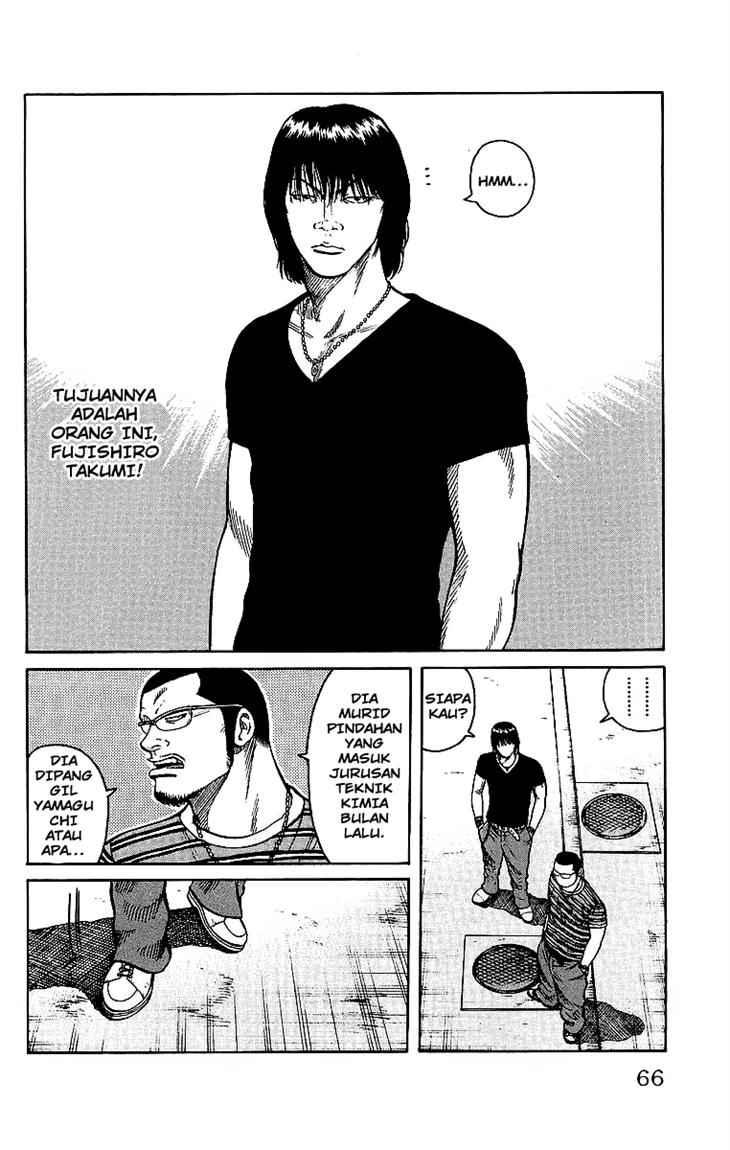 HMM...
TUJUANNYA
ADALAH
ORANG INI,
FUJISHIRO
TAKUMI!
SIAPA
KAU?
DIA
MURID
PINDAHAN
YANG
MASUK
JURUSAN
TEKNIK
KIMIA
BULAN
LALU.
DIA
DIPANG
GIL
YAMAGU
CHI
ATAU
APA...
66